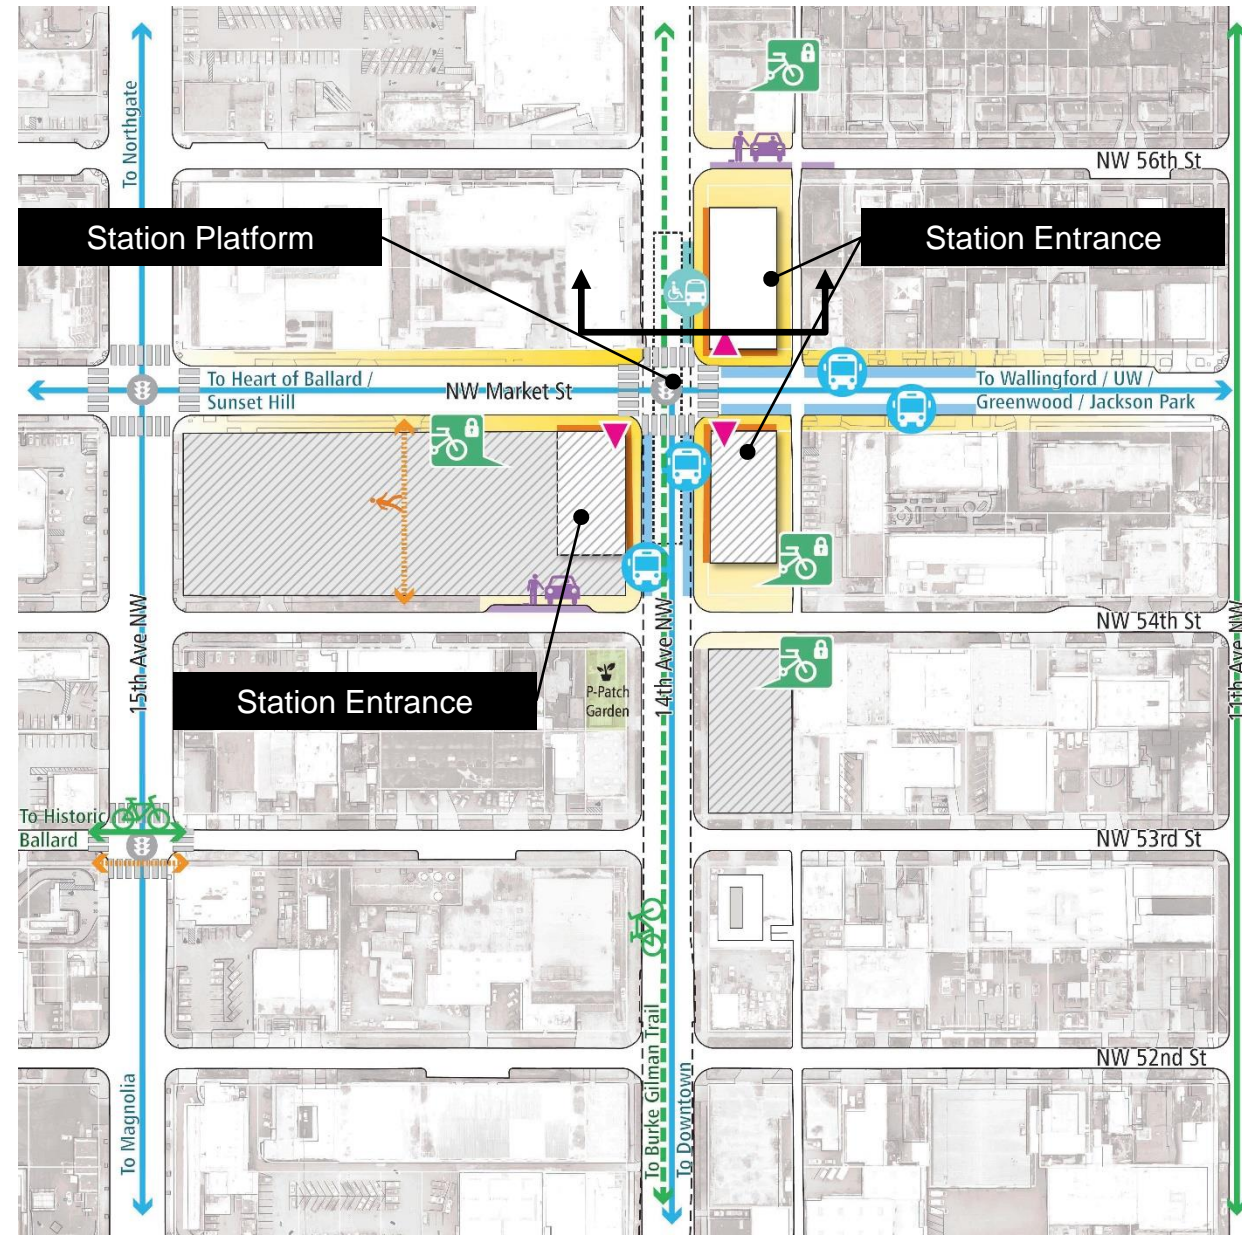 To Northgate
NW 56th St
Station Platform
Station Entrance
To Heart of Ballard /
Sunset Hill
NW Market St
To Wallingford / UW /
Greenwood / Jackson Park
NW 54th St
15th Ave NW
14th Ave NW
11th Ave NW
Station Entrance
P-Patch
Garden
To Historic
Ballard
NW 53rd St
NW 52nd St
To Magnolia
To Burke Gilman Trail
To Downtown